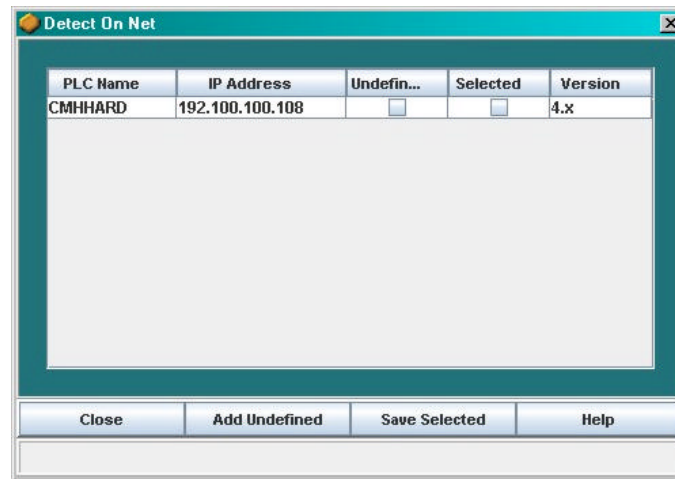 Detect On Net
PLC Name IP Address Undefin... Selected Version
CMHHARD 192.100.100.108 4.x
Close Add Undefined Save Selected Help